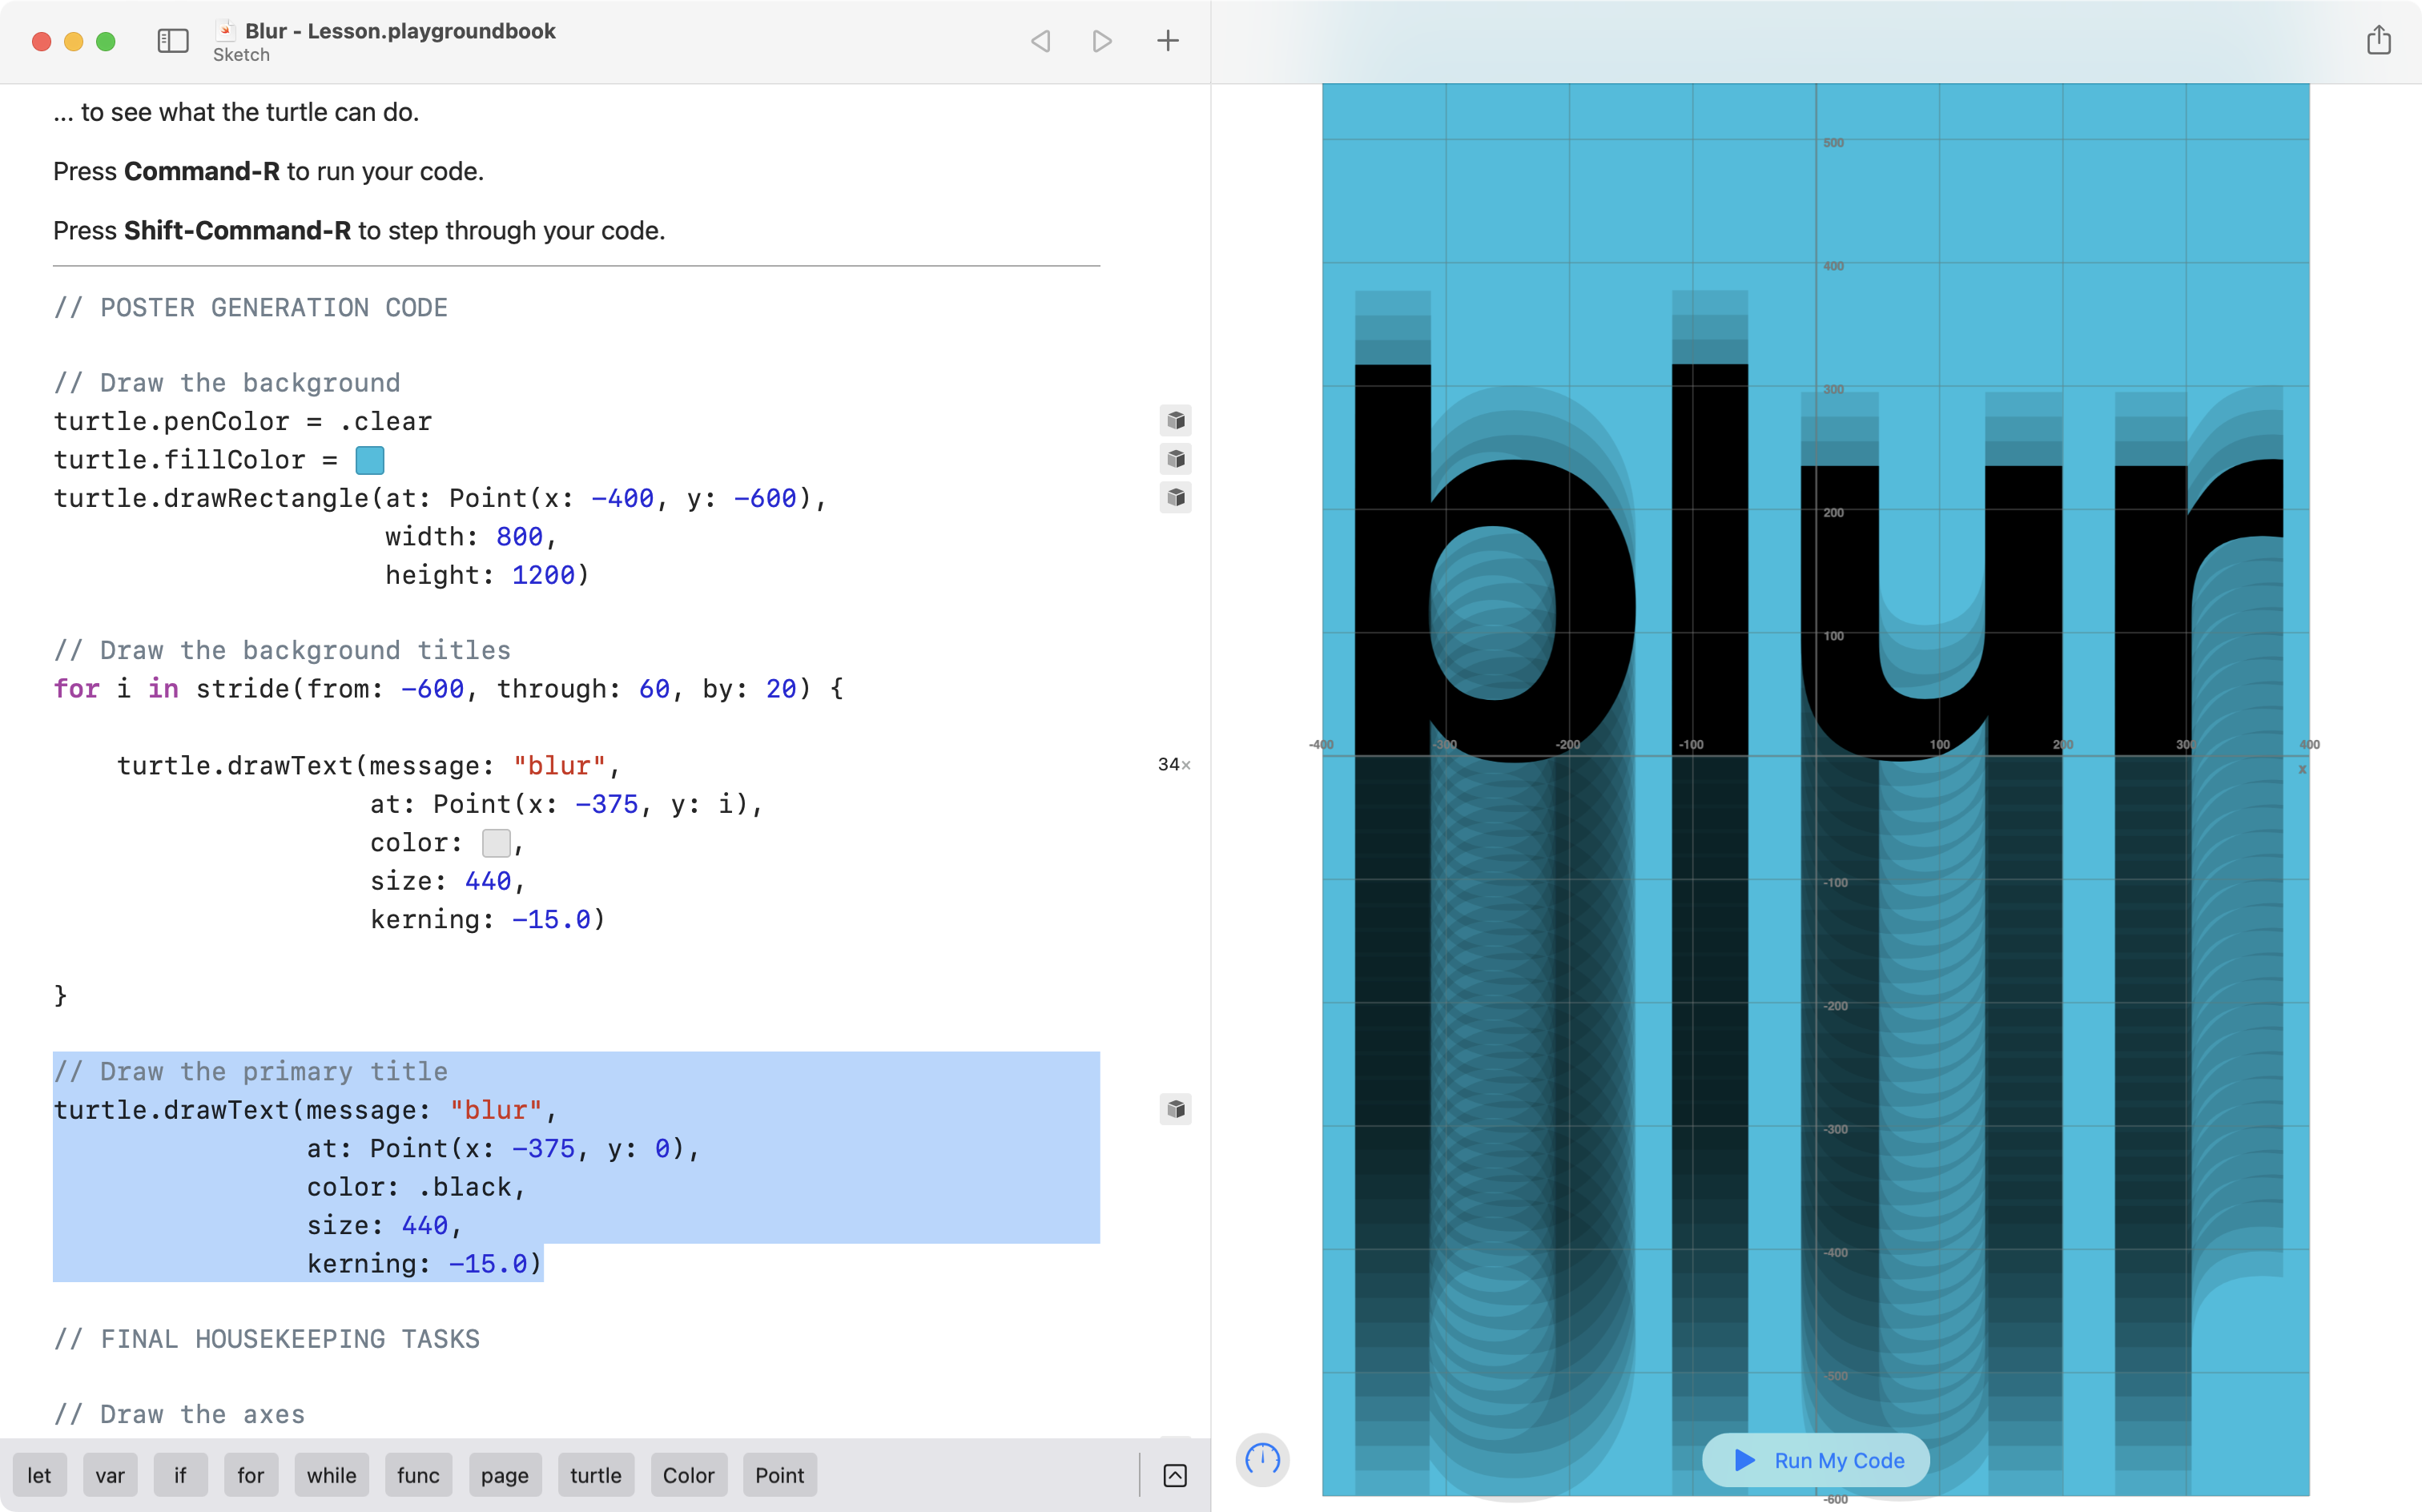 Blur - Lesson.playgroundbook
Sketch
... to see what the turtle can do.
Press Command-R to run your code.
Press Shift-Command-R to step through your code.
// POSTER GENERATION CODE
// Draw the background
turtle.penColor = .clear
turtle.fillColor =
turtle.drawRectangle(at: Point(x: -400, y: -600),
width: 800,
height: 1200)
// Draw the background titles
for i in stride(from: -600, through: 60, by: 20) {
turtle.drawText(message: "blur",
34×
at: Point(x: -375, y: i),
color: ,
size: 440,
kerning: -15.0)
}
// Draw the primary title
turtle.drawText(message: "blur",
at: Point(x: -375, y: 0),
color: .black,
size: 440,
kerning: -15.0)
// FINAL HOUSEKEEPING TASKS
// Draw the axes
let var if for while func page turtle Color Point
500
400
300
200
100
blur
-400 -300 -200 -100 100 200 300 400
x
-100
-200
-300
-400
-500
Run My Code
-600